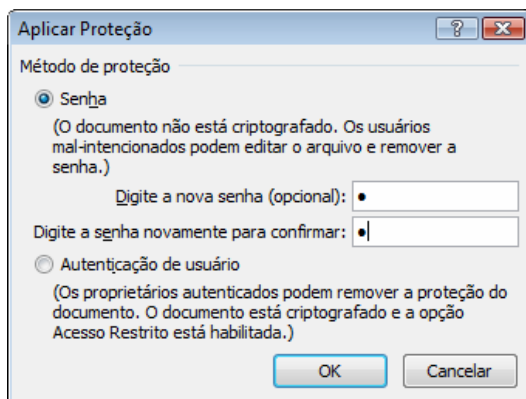 Aplicar Proteção
Método de proteção
Senha
(O documento não está criptografado. Os usuários
mal-intencionados podem editar o arquivo e remover a
senha.)
Digite a nova senha (opcional): •
Digite a senha novamente para confirmar: •
Autenticação de usuário
(Os proprietários autenticados podem remover a proteção do
documento. O documento está criptografado e a opção
Acesso Restrito está habilitada.)
OK Cancelar